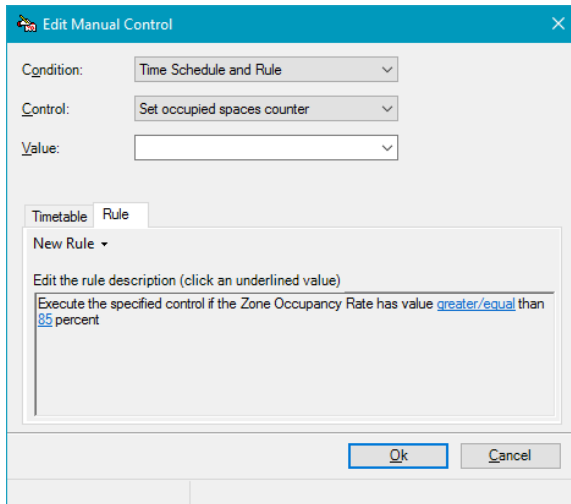 Edit Manual Control
Condition: Time Schedule and Rule
Control: Set occupied spaces counter
Value:
Timetable Rule
New Rule
Edit the rule description (click an underlined value)
Execute the specified control if the Zone Occupancy Rate has value greater/equal than
85 percent
Ok Cancel